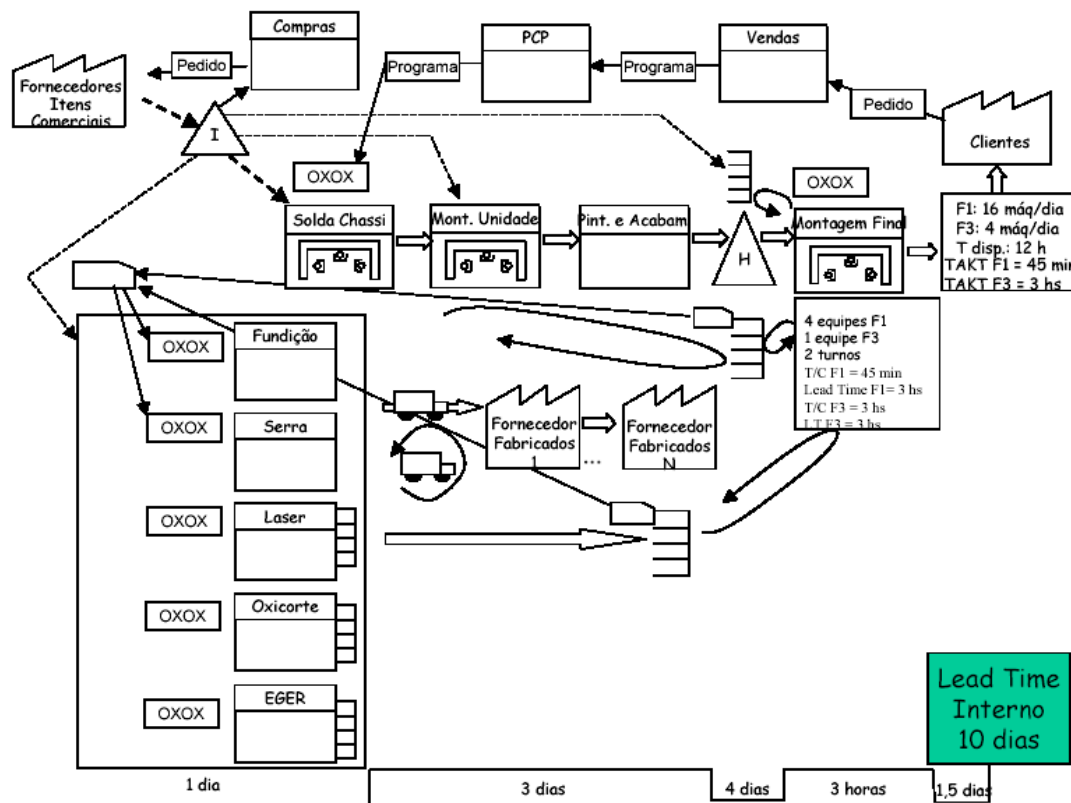 Compras
PCP
Vendas
Pedido
Programa
Programa
Pedido
Fornecedores
Itens
Comerciais
I
Clientes
OXOX
OXOX
Solda Chassi
Mont. Unidade
Pint. e Acabam
H
Montagem Final
F1: 16 máq/dia
F3: 4 máq/dia
T disp.: 12 h
TAKT F1 = 45 min
TAKT F3 = 3 hs
4 equipes F1
1 equipe F3
2 turnos
T/C F1 = 45 min
Lead Time F1= 3 hs
T/C F3 = 3 hs
LT F3 = 3 hs
OXOX
Fundição
OXOX
Serra
OXOX
Laser
OXOX
Oxicorte
OXOX
EGER
Fornecedor
Fabricados
1
...
Fornecedor
Fabricados
N
Lead Time
Interno
10 dias
1 dia
3 dias
4 dias
3 horas
1,5 dias